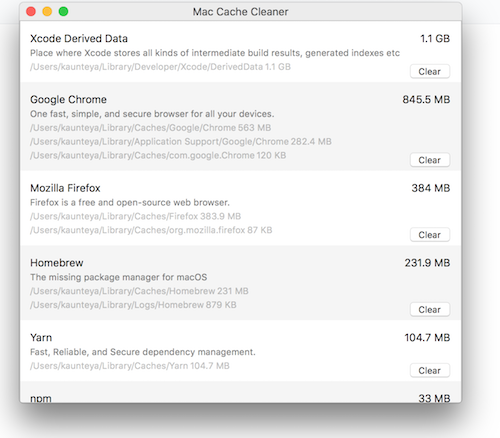 Mac Cache Cleaner
Xcode Derived Data 1.1 GB
Place where Xcode stores all kinds of intermediate build results, generated indexes etc
/Users/kaunteya/Library/Developer/Xcode/DerivedData 1.1 GB
Clear
Google Chrome 845.5 MB
One fast, simple, and secure browser for all your devices.
/Users/kaunteya/Library/Caches/Google/Chrome 563 MB
/Users/kaunteya/Library/Application Support/Google/Chrome 282.4 MB
/Users/kaunteya/Library/Caches/com.google.Chrome 120 KB
Clear
Mozilla Firefox 384 MB
Firefox is a free and open-source web browser.
/Users/kaunteya/Library/Caches/Firefox 383.9 MB
/Users/kaunteya/Library/Caches/org.mozilla.firefox 87 KB
Clear
Homebrew 231.9 MB
The missing package manager for macOS
/Users/kaunteya/Library/Caches/Homebrew 231 MB
/Users/kaunteya/Library/Logs/Homebrew 879 KB
Clear
Yarn 104.7 MB
Fast, Reliable, and Secure dependency management.
/Users/kaunteya/Library/Caches/Yarn 104.7 MB
Clear
npm 33 MB